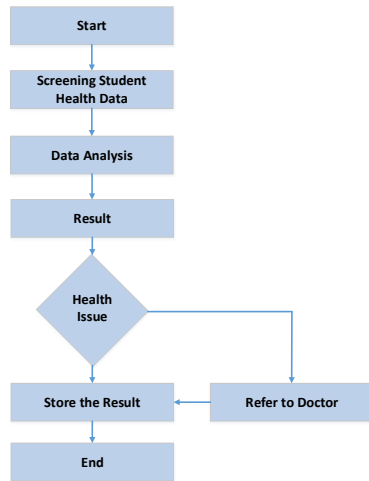 Start
Screening Student
Health Data
Data Analysis
Result
Health
Issue
Store the Result
Refer to Doctor
End